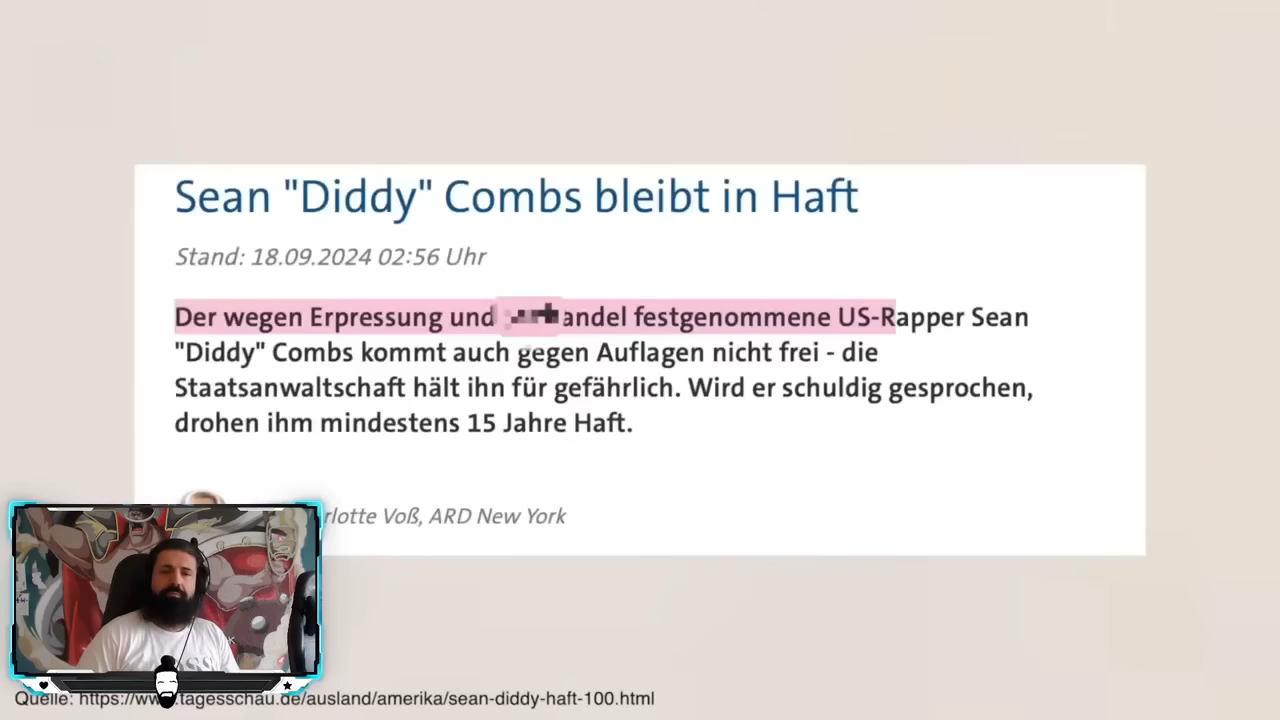 Sean "Diddy" Combs bleibt in Haft
Stand: 18.09.2024 02:56 Uhr
Der wegen Erpressung und andel festgenommene US-Rapper Sean
"Diddy" Combs kommt auch gegen Auflagen nicht frei - die
Staatsanwaltschaft hält ihn für gefährlich. Wird er schuldig gesprochen,
drohen ihm mindestens 15 Jahre Haft.
rlotte Voß, ARD New York
Quelle: https://www.tagesschau.de/ausland/amerika/sean-diddy-haft-100.html